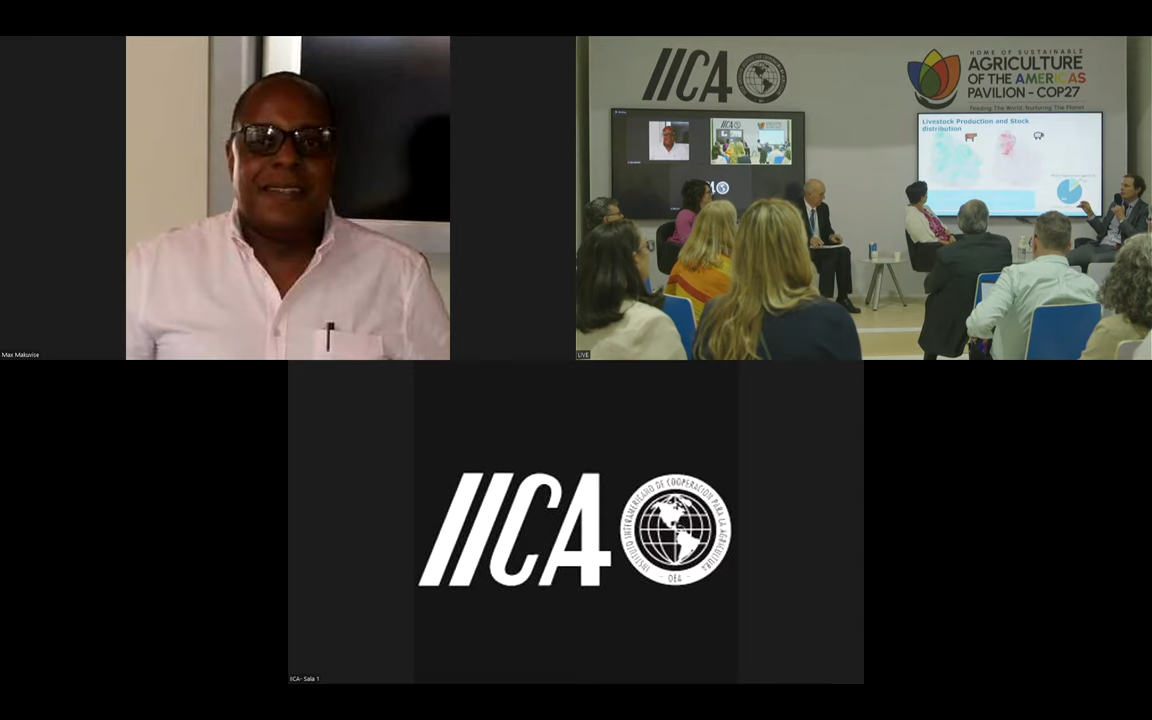 IICA
HOME OF SUSTAINABLE
AGRICULTURE
OF THE AMERICAS
PAVILION - COP27
Feeding The World, Nurturing The Planet
Livestock Production and Stock
distribution
IICA
Max Makuvise
LIVE
IICA
INSTITUTO INTERAMERICANO DE COOPERACION PARA LA AGRICULTURA
- OEA -
IICA- Sala 1